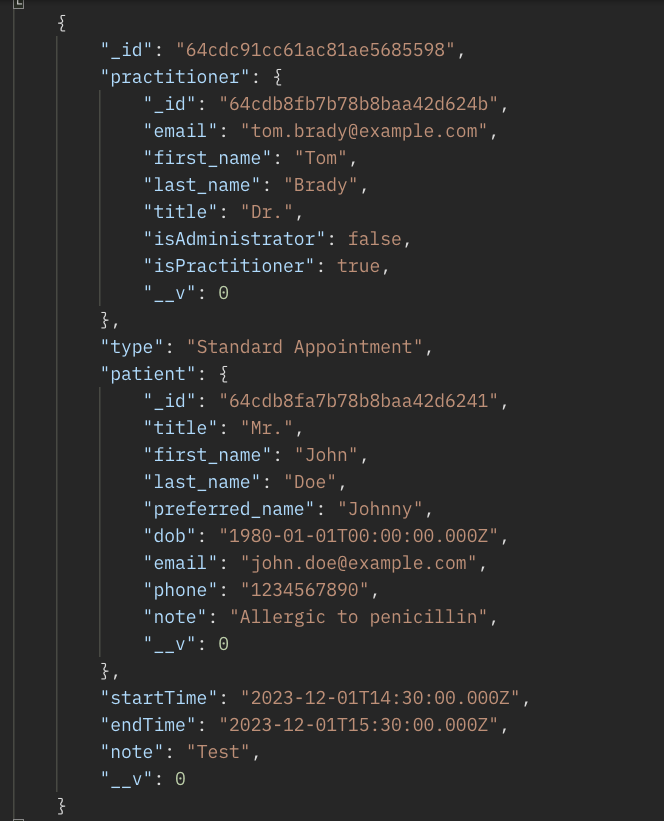 {
"_id": "64cdc91cc61ac81ae5685598",
"practitioner": {
"_id": "64cdb8fb7b78b8baa42d624b",
"email": "tom.brady@example.com",
"first_name": "Tom",
"last_name": "Brady",
"title": "Dr.",
"isAdministrator": false,
"isPractitioner": true,
"__v": 0
},
"type": "Standard Appointment",
"patient": {
"_id": "64cdb8fa7b78b8baa42d6241",
"title": "Mr.",
"first_name": "John",
"last_name": "Doe",
"preferred_name": "Johnny",
"dob": "1980-01-01T00:00:00.000Z",
"email": "john.doe@example.com",
"phone": "1234567890",
"note": "Allergic to penicillin",
"__v": 0
},
"startTime": "2023-12-01T14:30:00.000Z",
"endTime": "2023-12-01T15:30:00.000Z",
"note": "Test",
"__v": 0
}